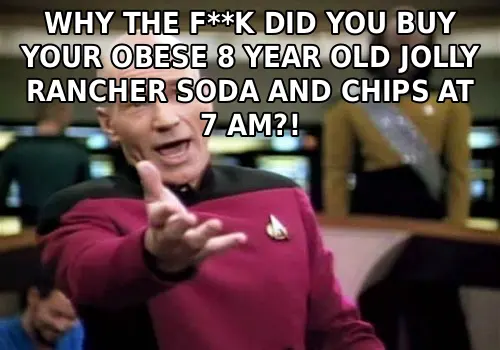 WHY THE F**K DID YOU BUY
YOUR OBESE 8 YEAR OLD JOLLY
RANCHER SODA AND CHIPS AT
7 AM?!